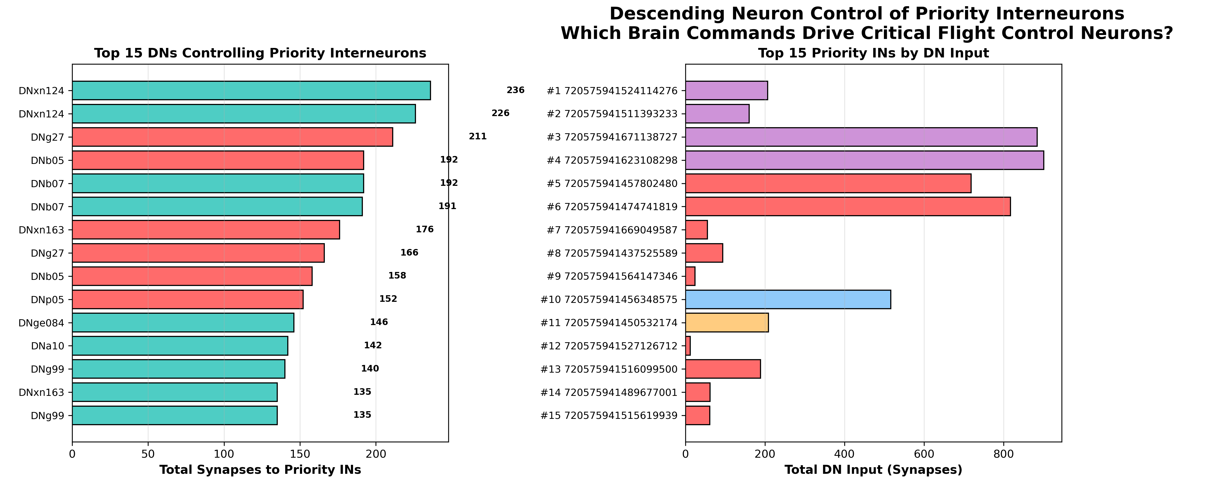 Descending Neuron Control of Priority Interneurons
Which Brain Commands Drive Critical Flight Control Neurons?
Top 15 DNs Controlling Priority Interneurons
DNxn124 236
DNxn124 226
DNg27 211
DNb05 192
DNb07 192
DNb07 191
DNxn163 176
DNg27 166
DNb05 158
DNp05 152
DNge084 146
DNa10 142
DNg99 140
DNxn163 135
DNg99 135
0 50 100 150 200
Total Synapses to Priority INs
Top 15 Priority INs by DN Input
#1 720575941524114276
#2 720575941511393233
#3 720575941671138727
#4 720575941623108298
#5 720575941457802480
#6 720575941474741819
#7 720575941669049587
#8 720575941437525589
#9 720575941564147346
#10 720575941456348575
#11 720575941450532174
#12 720575941527126712
#13 720575941516099500
#14 720575941489677001
#15 720575941515619939
0 200 400 600 800
Total DN Input (Synapses)